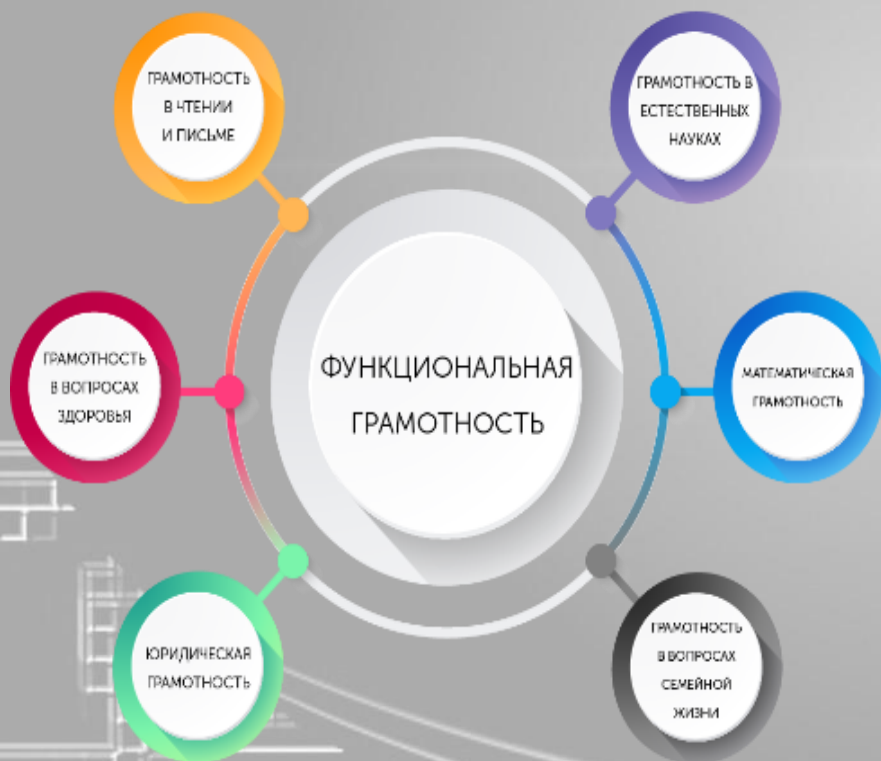 ГРАМОТНОСТЬ
В ЧТЕНИИ
И ПИСЬМЕ
ГРАМОТНОСТЬ В
ЕСТЕСТВЕННЫХ
НАУКАХ
ГРАМОТНОСТЬ
В ВОПРОСАХ
ЗДОРОВЬЯ
ФУНКЦИОНАЛЬНАЯ
ГРАМОТНОСТЬ
МАТЕМАТИЧЕСКАЯ
ГРАМОТНОСТЬ
ЮРИДИЧЕСКАЯ
ГРАМОТНОСТЬ
ГРАМОТНОСТЬ
В ВОПРОСАХ
СЕМЕЙНОЙ
ЖИЗНИ